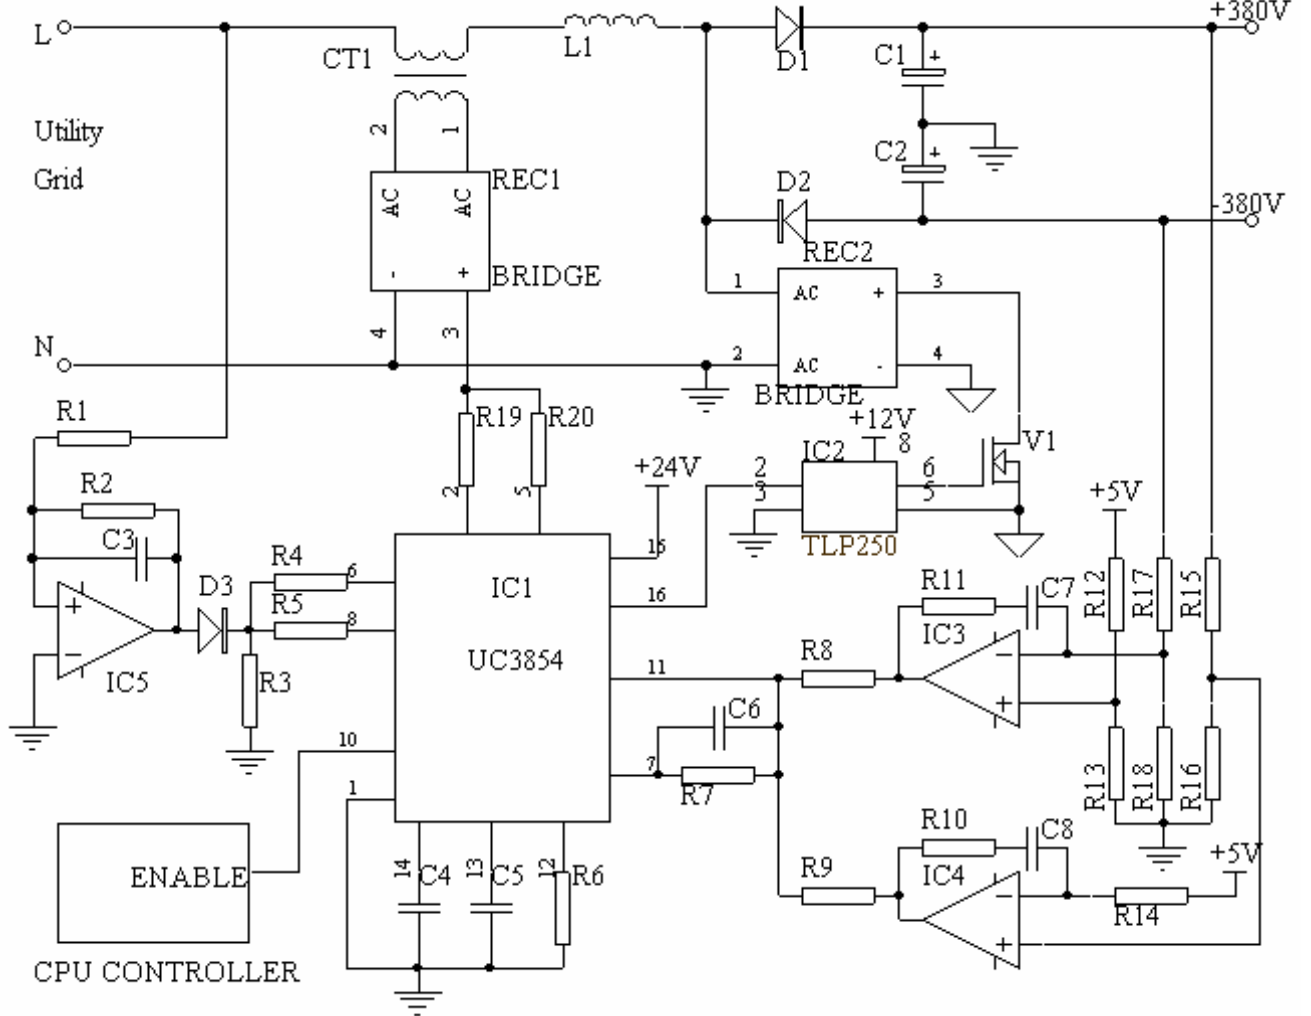 L
+380V
CT1
L1
D1
C1
+
Utility
2
1
C2
+
Grid
REC1
D2
-380V
AC
AC
REC2
-
+
BRIDGE
1
AC
+
3
N
4
3
2
AC
-
4
BRIDGE
R1
R19
R20
+12V
8
V1
IC2
+24V
2
6
R2
2
5
3
5
+5V
C3
15
TLP250
D3
R4
6
IC1
16
R11
C7
R12
R17
R15
R5
8
IC3
+
UC3854
11
R8
−
−
IC5
R3
+
C6
10
7
R7
R13
R18
R16
1
R10
C8
+5V
ENABLE
14
C4
13
C5
12
R6
R9
IC4
−
R14
+
CPU CONTROLLER